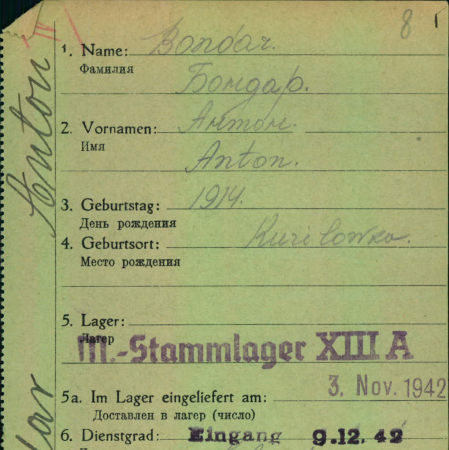 8 1
1. Name: Bondar.
Фамилия
Бондар.
2. Vornamen: Антон.
Имя
Anton.
3. Geburtstag: 1914.
День рождения
4. Geburtsort: Kurilowka.
Место рождения
5. Lager:
Лагер
M.-Stammlager XIII A
5a. Im Lager eingeliefert am: 3. Nov. 1942
Доставлен в лагер (число)
6. Dienstgrad: Eingang 9.12.42
Anton